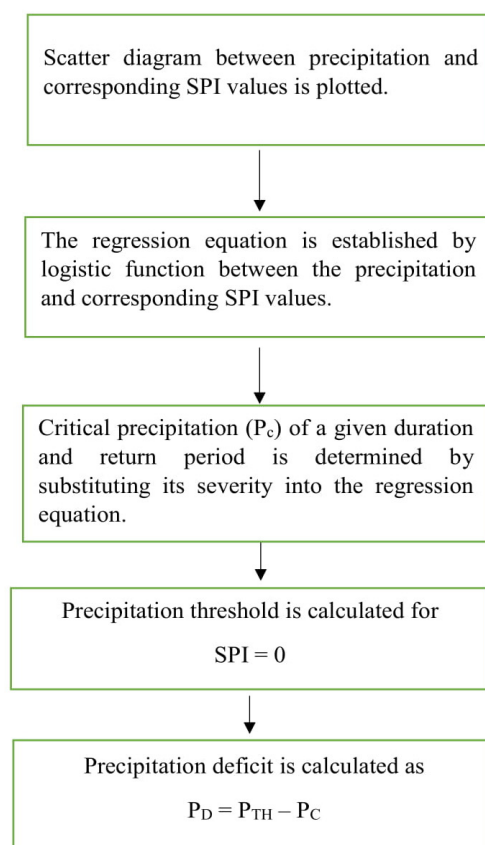 Scatter diagram between precipitation and
corresponding SPI values is plotted.
The regression equation is established by
logistic function between the precipitation
and corresponding SPI values.
Critical precipitation (Pc) of a given duration
and return period is determined by
substituting its severity into the regression
equation.
Precipitation threshold is calculated for
SPI = 0
Precipitation deficit is calculated as
PD = PTH – PC